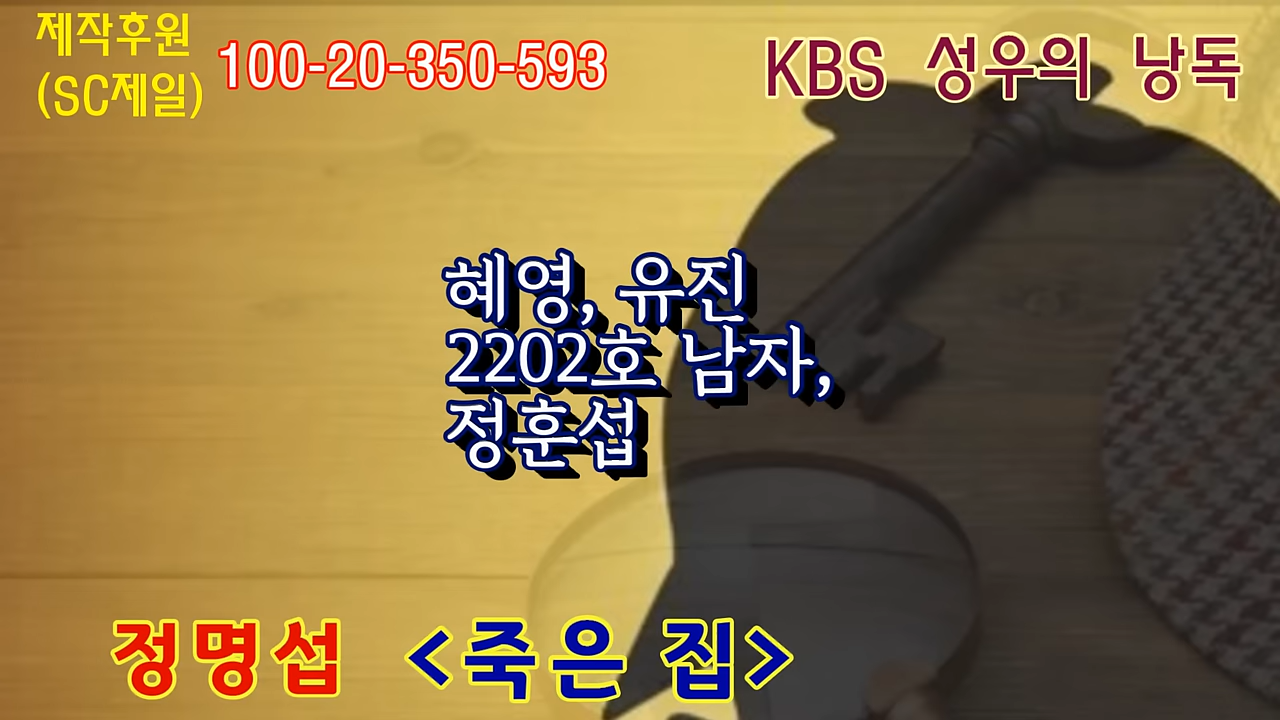 제작후원
(SC제일)
100-20-350-593
KBS 성우의 낭독
혜영, 유진
2202호 남자,
정훈섭
정명섭 <죽은 집>